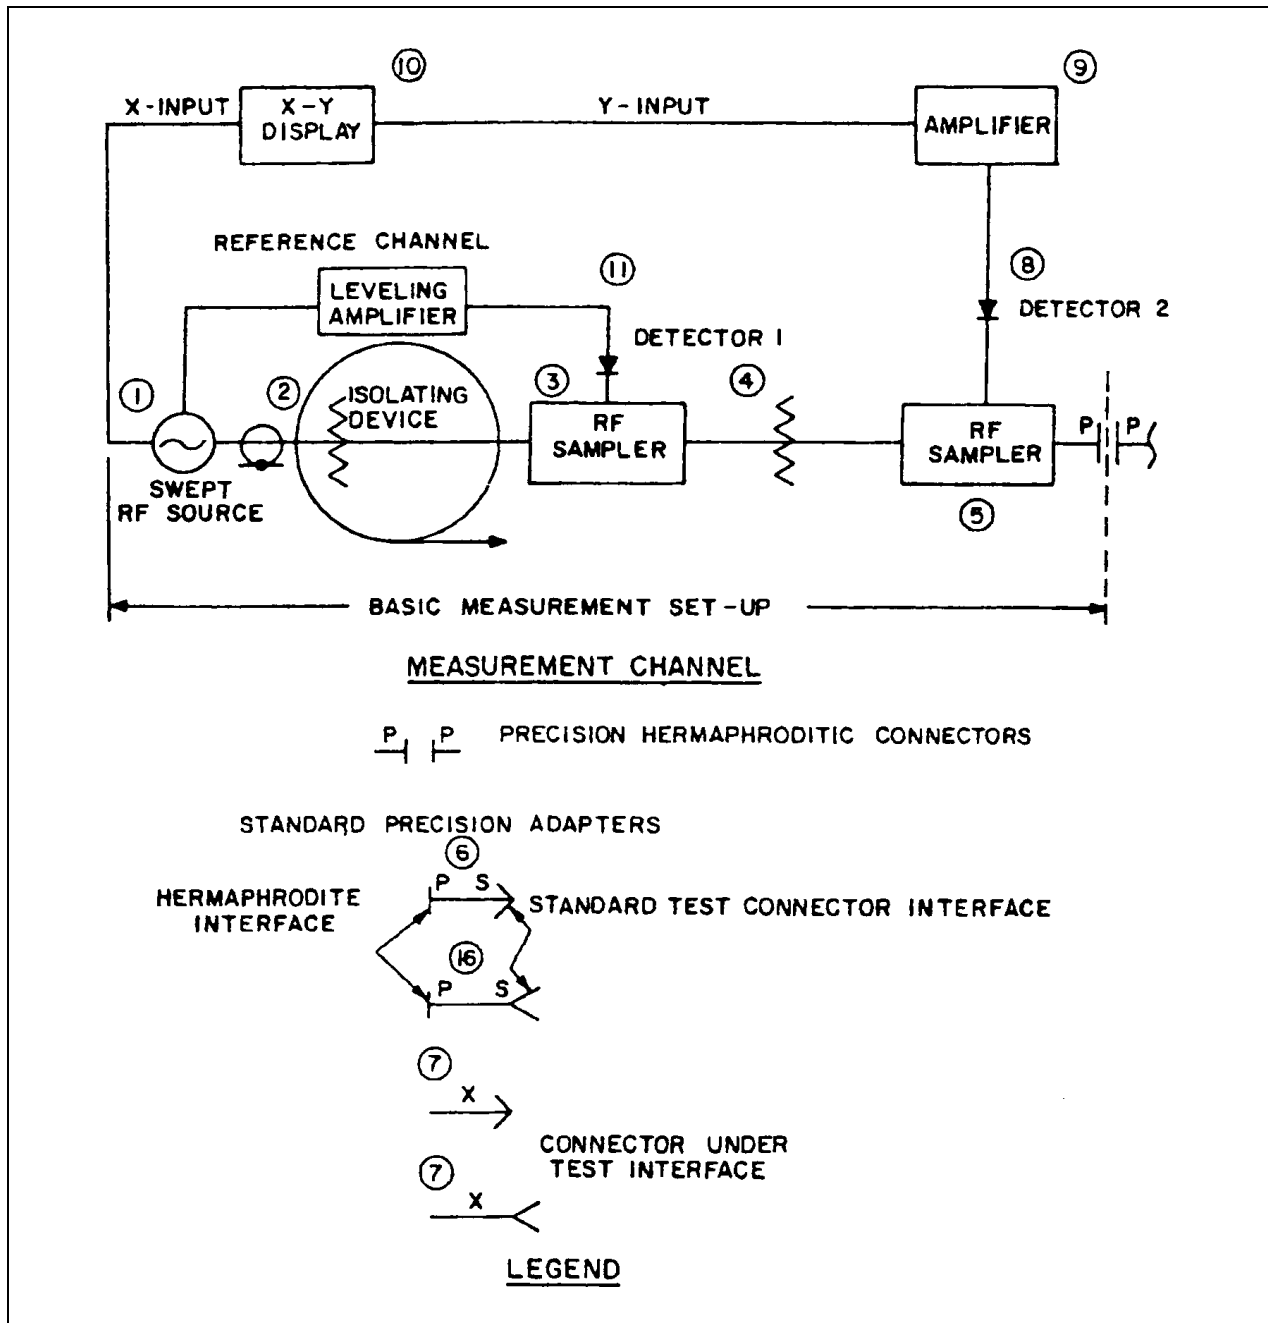 10
9
X-INPUT
X-Y
DISPLAY
Y-INPUT
AMPLIFIER
REFERENCE CHANNEL
11
8
LEVELING
AMPLIFIER
DETECTOR 2
DETECTOR 1
1
2
ISOLATING
DEVICE
3
4
RF
SAMPLER
RF
SAMPLER
P
P
SWEPT
RF SOURCE
5
BASIC MEASUREMENT SET-UP
MEASUREMENT CHANNEL
P P PRECISION HERMAPHRODITIC CONNECTORS
STANDARD PRECISION ADAPTERS
6
HERMAPHRODITE
INTERFACE
P S
STANDARD TEST CONNECTOR INTERFACE
16
P S
7
X
CONNECTOR UNDER
TEST INTERFACE
7
X
LEGEND